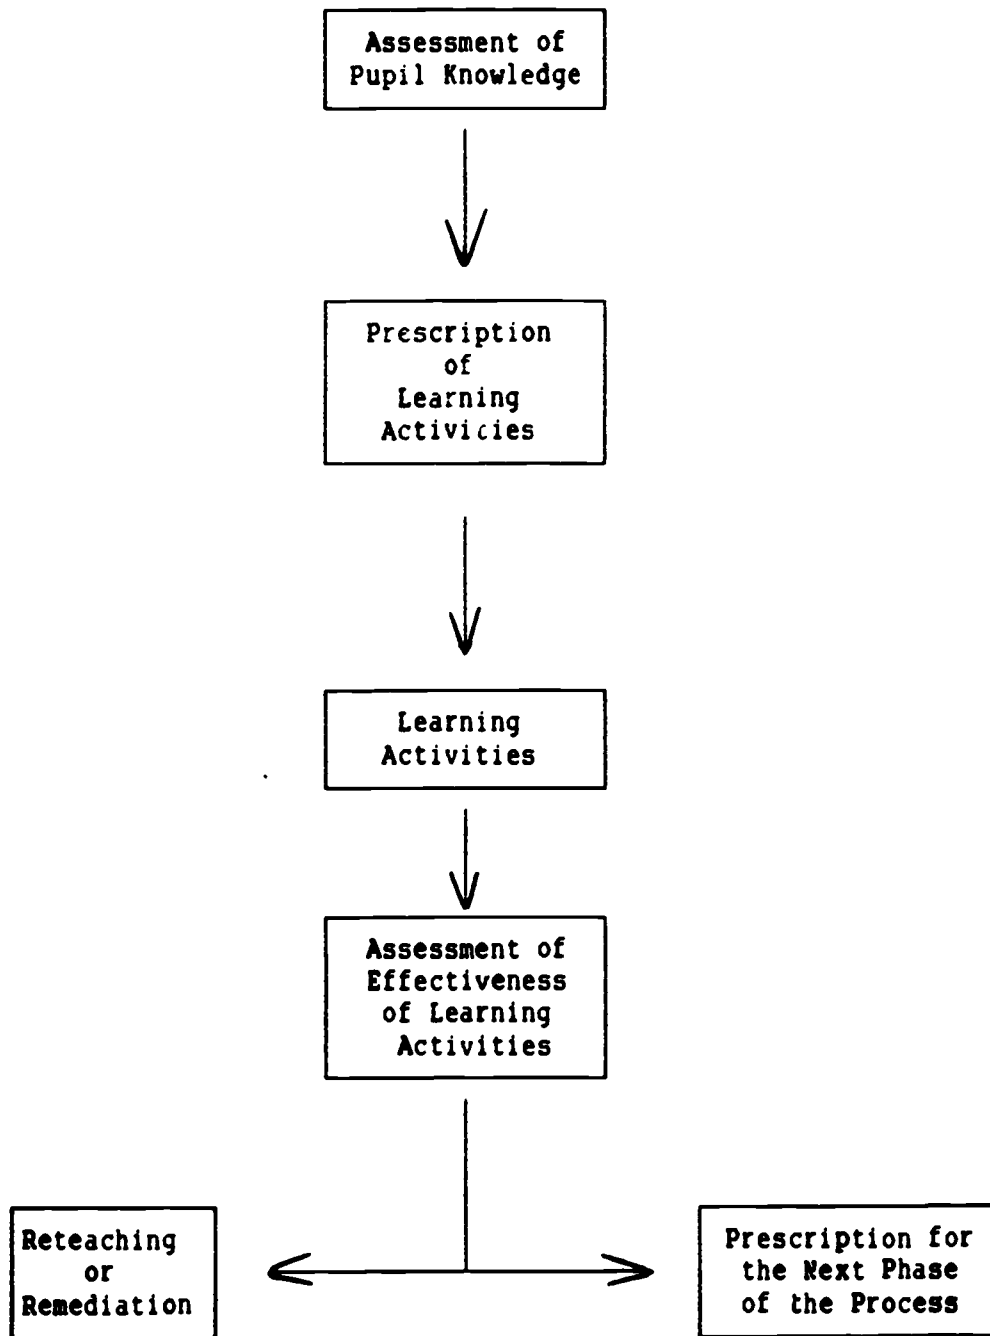 Assessment of
Pupil Knowledge
Prescription
of
Learning
Activities
Learning
Activities
Assessment of
Effectiveness
of Learning
Activities
Reteaching
or
Remediation
Prescription for
the Next Phase
of the Process